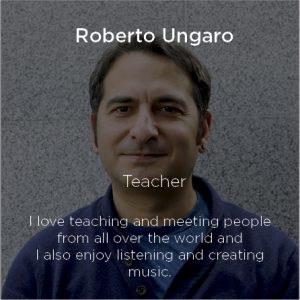 Roberto Ungaro
Teacher
I love teaching and meeting people
from all over the world and
I also enjoy listening and creating
music.